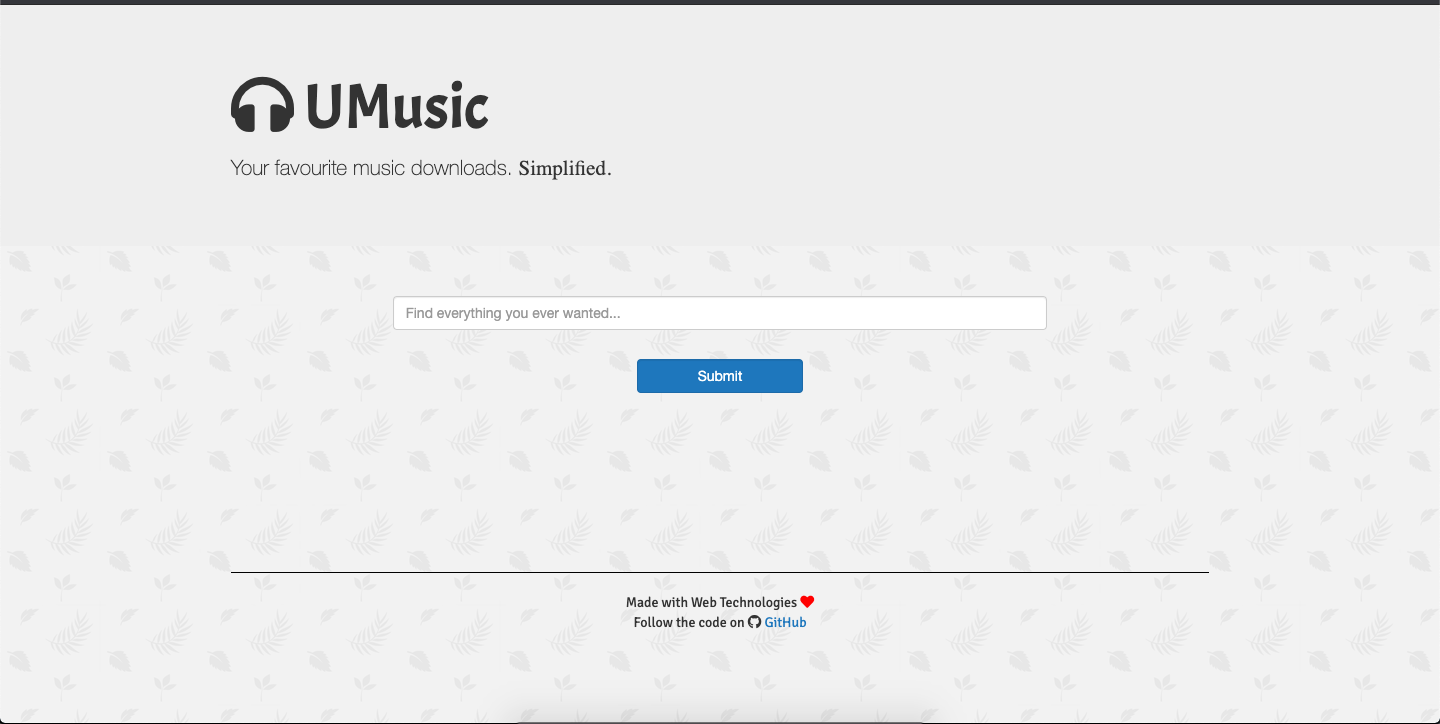 UMusic
Your favourite music downloads. Simplified.
Find everything you ever wanted...
Submit
Made with Web Technologies
Follow the code on GitHub